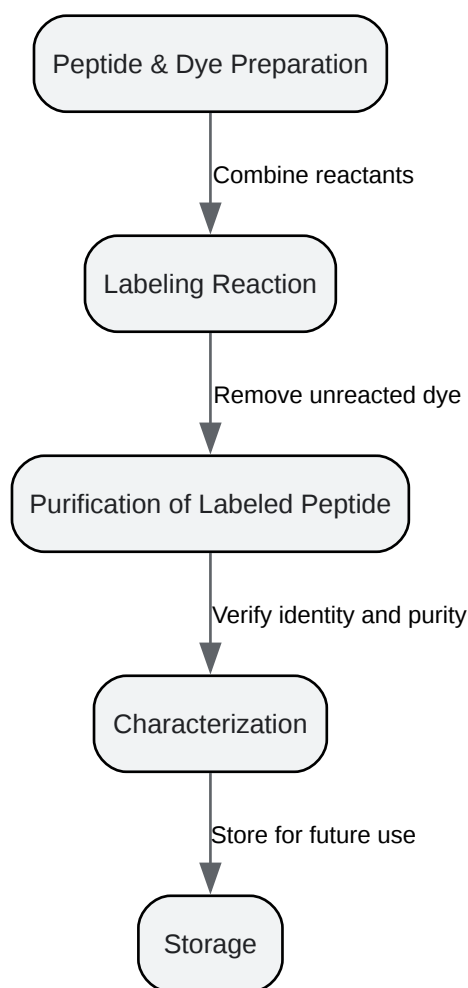 Peptide & Dye Preparation
Combine reactants
Labeling Reaction
Remove unreacted dye
Purification of Labeled Peptide
Verify identity and purity
Characterization
Store for future use
Storage